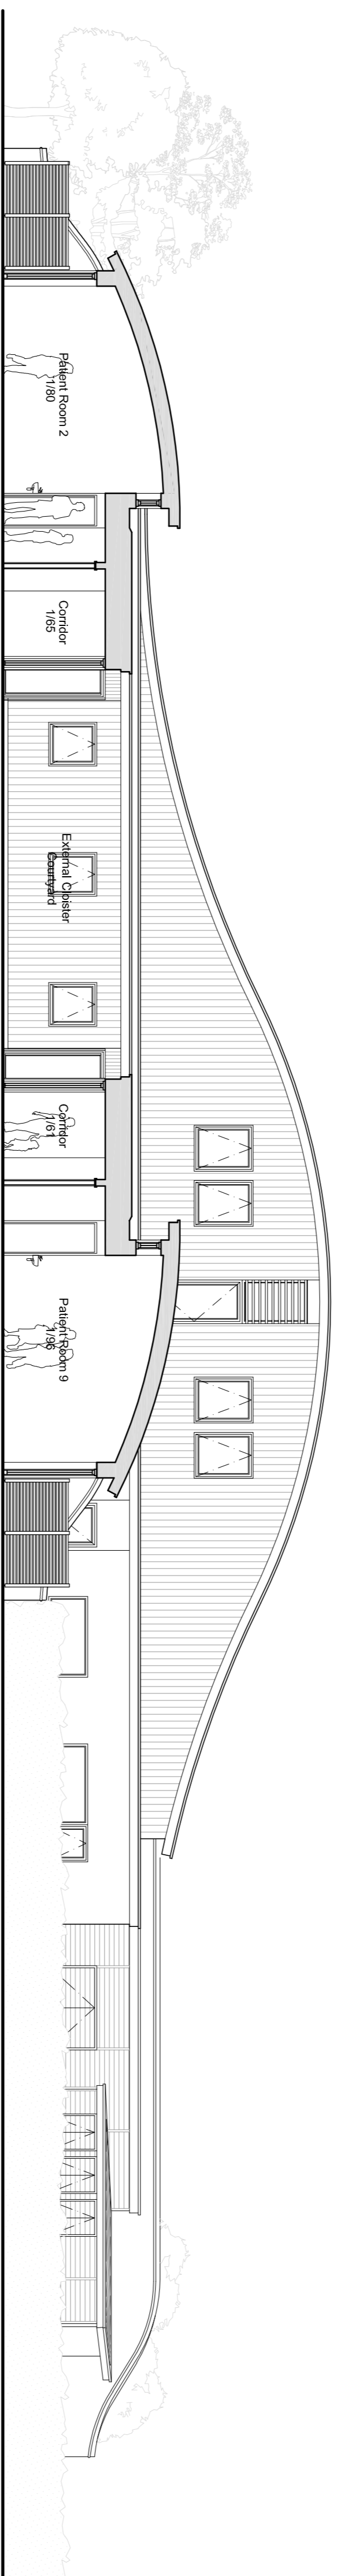 Patient Room 2
1/80
Corridor
1/65
External Cloister
Courtyard
Corridor
1/61
Patient Room 9
1/96